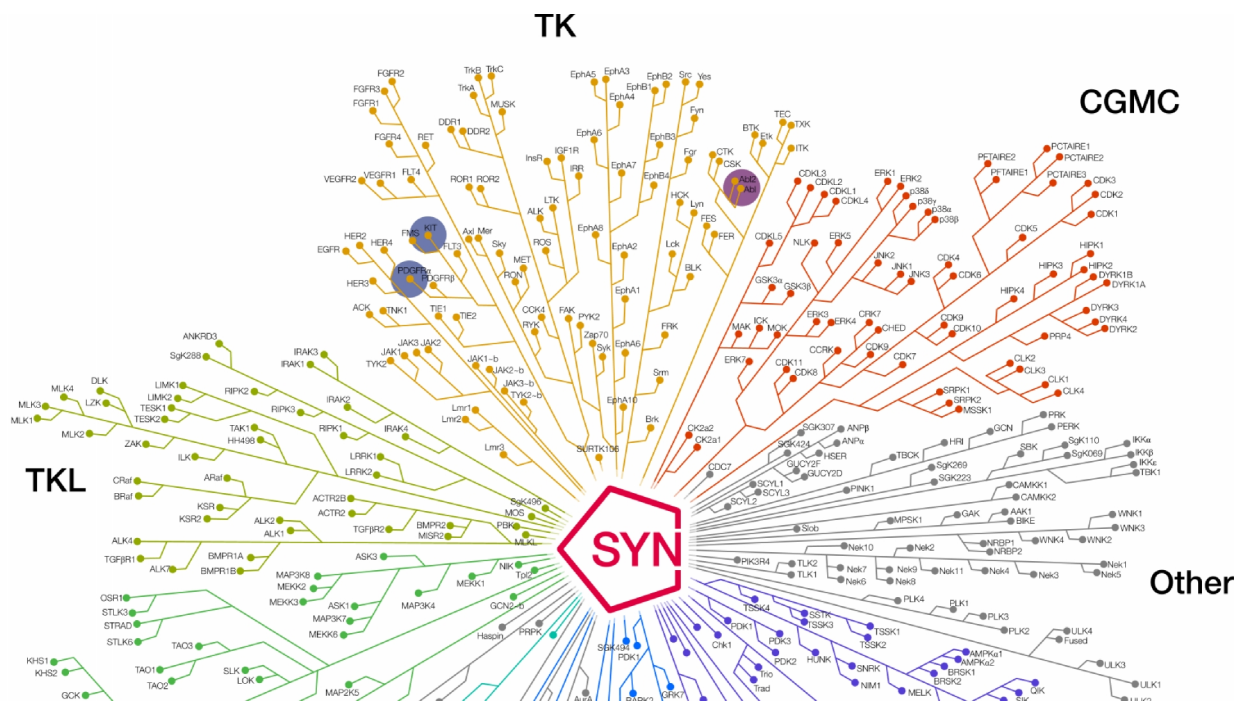 TK
CGMC
TKL
Other
SYN
FGFR2
FGFR3
FGFR1
FGFR4
RET
VEGFR2
VEGFR1
FLT4
TrkB
TrkC
TrkA
MUSK
DDR1
DDR2
ROR1
ROR2
InsR
IGF1R
IRR
LTK
ALK
ROS
HER2
EGFR
HER4
HER3
FMS
KIT
FLT3
PDGFRα
PDGFRβ
Axl
Mer
Sky
MET
RON
ACK
TNK1
TIE1
TIE2
CCK4
RYK
FAK
PYK2
Zap70
Syk
JAK3
JAK2
JAK1
TYK2
JAK1~b
JAK2~b
JAK3~b
TYK2~b
Lmr1
Lmr2
Lmr3
SURTK106
EphA5
EphA3
EphA4
EphA6
EphA7
EphA8
EphA2
EphA1
EphA6
EphA10
EphB2
EphB1
EphB3
EphB4
Src
Yes
Fyn
Fgr
HCK
Lyn
Lck
BLK
FRK
Srm
Brk
FES
FER
CTK
CSK
Abl2
Abl
BTK
Etk
TEC
TXK
ITK
CDKL3
CDKL2
CDKL1
CDKL4
CDKL5
ERK1
ERK2
p38δ
p38γ
p38α
p38β
NLK
ERK5
JNK2
JNK1
JNK3
GSK3α
GSK3β
MAK
ICK
MOK
ERK3
ERK4
ERK7
CRK7
CHED
CCRK
CDK9
CDK7
CDK11
CDK8
PFTAIRE2
PFTAIRE1
PCTAIRE1
PCTAIRE2
PCTAIRE3
CDK3
CDK2
CDK1
CDK5
CDK4
CDK6
CDK9
CDK10
HIPK1
HIPK2
HIPK3
HIPK4
DYRK1B
DYRK1A
DYRK3
DYRK4
DYRK2
PRP4
CLK2
CLK3
CLK1
CLK4
SRPK1
SRPK2
MSSK1
CK2a2
CK2a1
CDC7
ANKRD3
SgK288
IRAK3
IRAK1
IRAK2
IRAK4
DLK
LZK
MLK4
MLK3
MLK1
MLK2
LIMK1
LIMK2
TESK1
TESK2
RIPK2
RIPK3
RIPK1
TAK1
HH498
ZAK
ILK
LRRK1
LRRK2
CRaf
BRaf
ARaf
KSR
KSR2
ACTR2B
ACTR2
TGFβR2
BMPR2
MISR2
ALK2
ALK1
ALK4
TGFβR1
ALK7
BMPR1A
BMPR1B
SgK496
MOS
PBK
MLKL
SGK307
SGK424
ANPβ
ANPα
HSER
GUCY2F
GUCY2D
SCYL1
SCYL3
SCYL2
TBCK
PINK1
HRI
GCN
PRK
PERK
SgK269
SGK223
SBK
SgK110
SgK069
IKKα
IKKβ
IKKε
TBK1
CAMKK1
CAMKK2
Slob
MPSK1
GAK
AAK1
BIKE
NRBP1
NRBP2
WNK1
WNK3
WNK4
WNK2
PIK3R4
TLK2
TLK1
Nek10
Nek2
Nek7
Nek6
Nek9
Nek8
Nek11
Nek4
Nek3
Nek1
Nek5
PLK4
PLK1
PLK3
PLK2
ULK4
Fused
ULK3
ULK1
ASK3
MAP3K8
MEKK2
MEKK3
ASK1
MAP3K7
MEKK6
MAP3K4
MEKK1
NIK
Tpl2
GCN2~b
Haspin
PRPK
OSR1
STLK3
STRAD
STLK6
TAO3
TAO1
TAO2
SLK
LOK
MAP2K5
KHS1
KHS2
GCK
SGK494
PDK1
GRK7
PDK1
Chk1
Trio
Trad
PDK3
PDK2
TSSK4
SSTK
TSSK3
TSSK1
TSSK2
HUNK
SNRK
NIM1
MELK
AMPKα1
AMPKα2
BRSK1
BRSK2
QIK